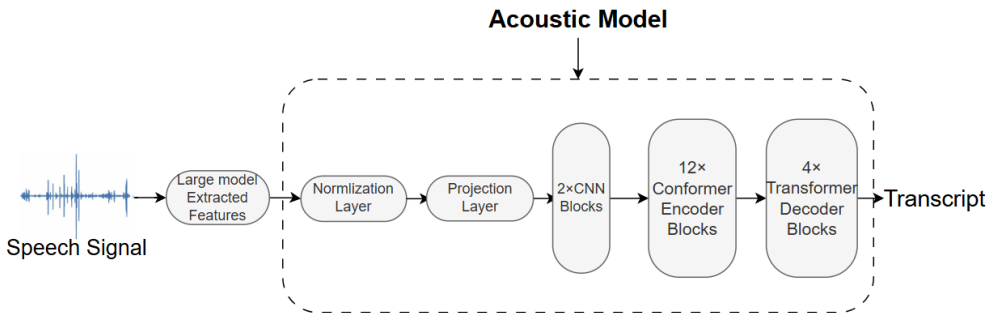 Acoustic Model
Speech Signal
Large model
Extracted
Features
Normlization
Layer
Projection
Layer
2×CNN
Blocks
12×
Conformer
Encoder
Blocks
4×
Transformer
Decoder
Blocks
Transcript